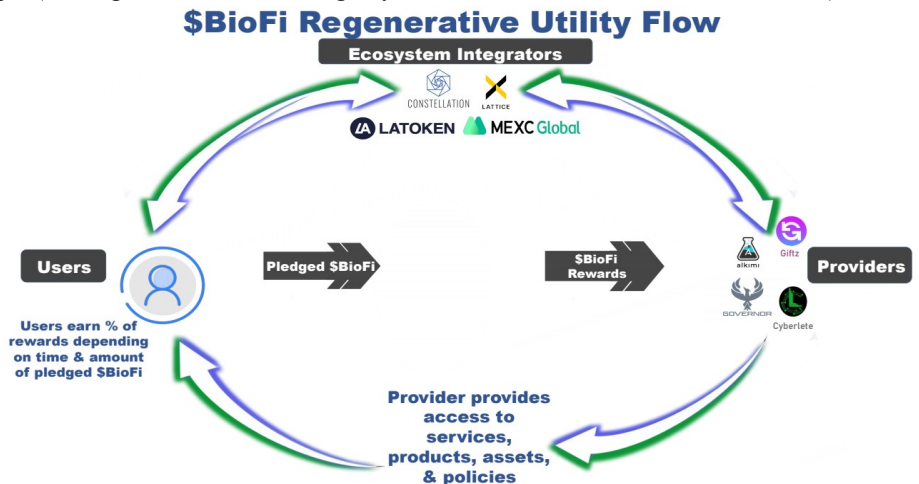 $BioFi Regenerative Utility Flow
Ecosystem Integrators
CONSTELLATION
LATTICE
LA LATOKEN
MEXC Global
Users
Pledged $BioFi
$BioFi
Rewards
alkimi
Giftz
GOVERNOR
Cyberlete
Providers
Users earn % of
rewards depending
on time & amount
of pledged $BioFi
Provider provides
access to
services,
products, assets,
& policies